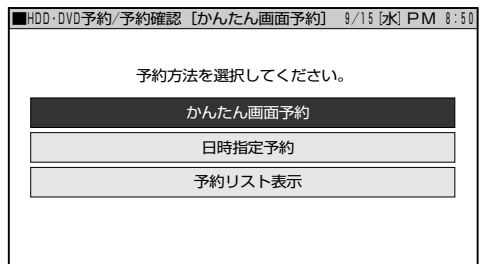 ■HDD·DVD予約/予約確認［かんたん画面予約］ 9/15[水] PM 8:50
予約方法を選択してください。
かんたん画面予約
日時指定予約
予約リスト表示